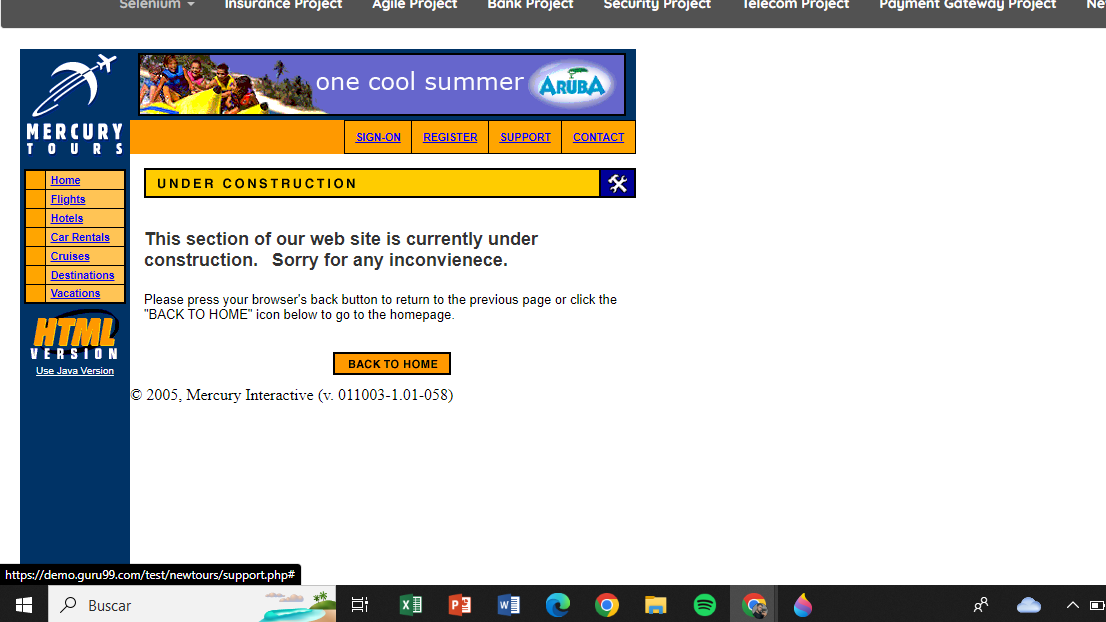 Selenium
Insurance Project
Agile Project
Bank Project
Security Project
Telecom Project
Payment Gateway Project
Ne
one cool summer
ARUBA
MERCURY
TOURS
SIGN-ON
REGISTER
SUPPORT
CONTACT
UNDER CONSTRUCTION
Home
Flights
Hotels
Car Rentals
Cruises
Destinations
Vacations
This section of our web site is currently under
construction. Sorry for any inconvienece.
Please press your browser's back button to return to the previous page or click the
"BACK TO HOME" icon below to go to the homepage.
HTML
VERSION
Use Java Version
BACK TO HOME
© 2005, Mercury Interactive (v. 011003-1.01-058)
https://demo.guru99.com/test/newtours/support.php#
Buscar